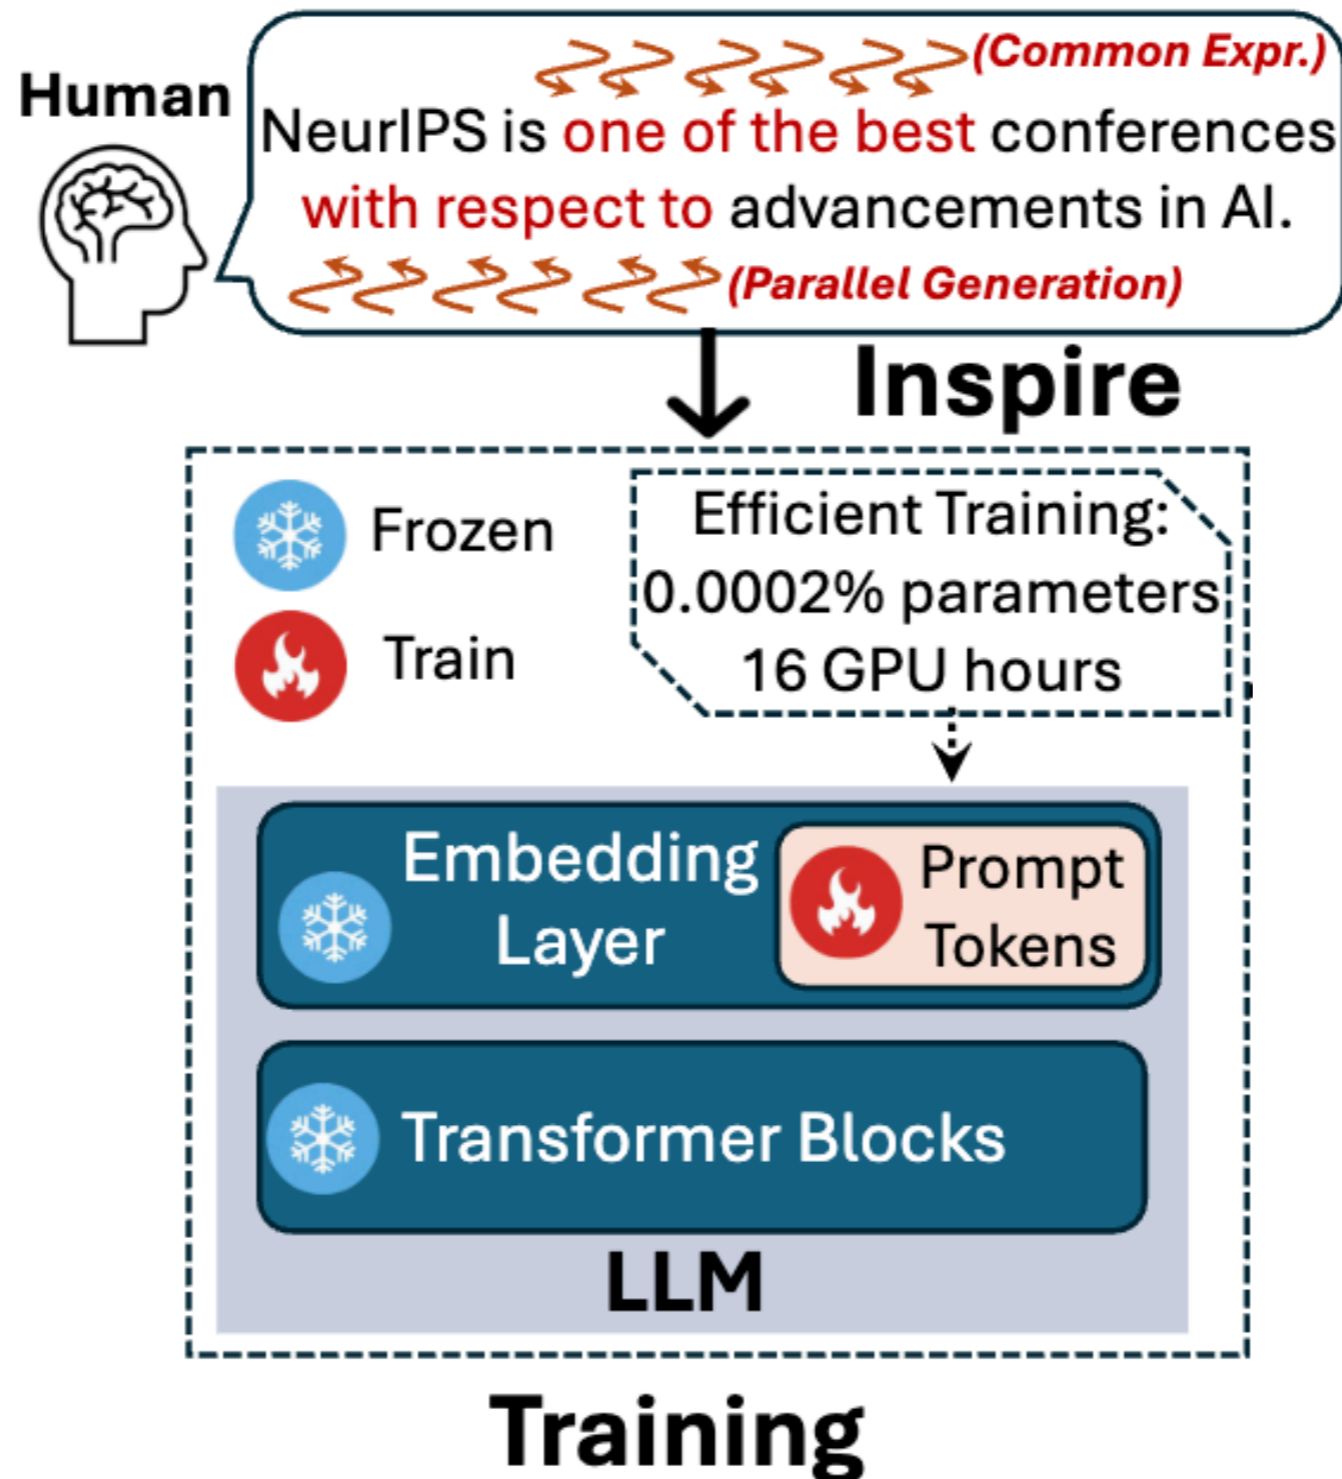 (Common Expr.)
Human
NeurIPS is one of the best conferences
with respect to advancements in AI.
(Parallel Generation)
Inspire
Frozen
Train
Efficient Training:
0.0002% parameters
16 GPU hours
Embedding
Layer
Prompt
Tokens
Transformer Blocks
LLM
Training